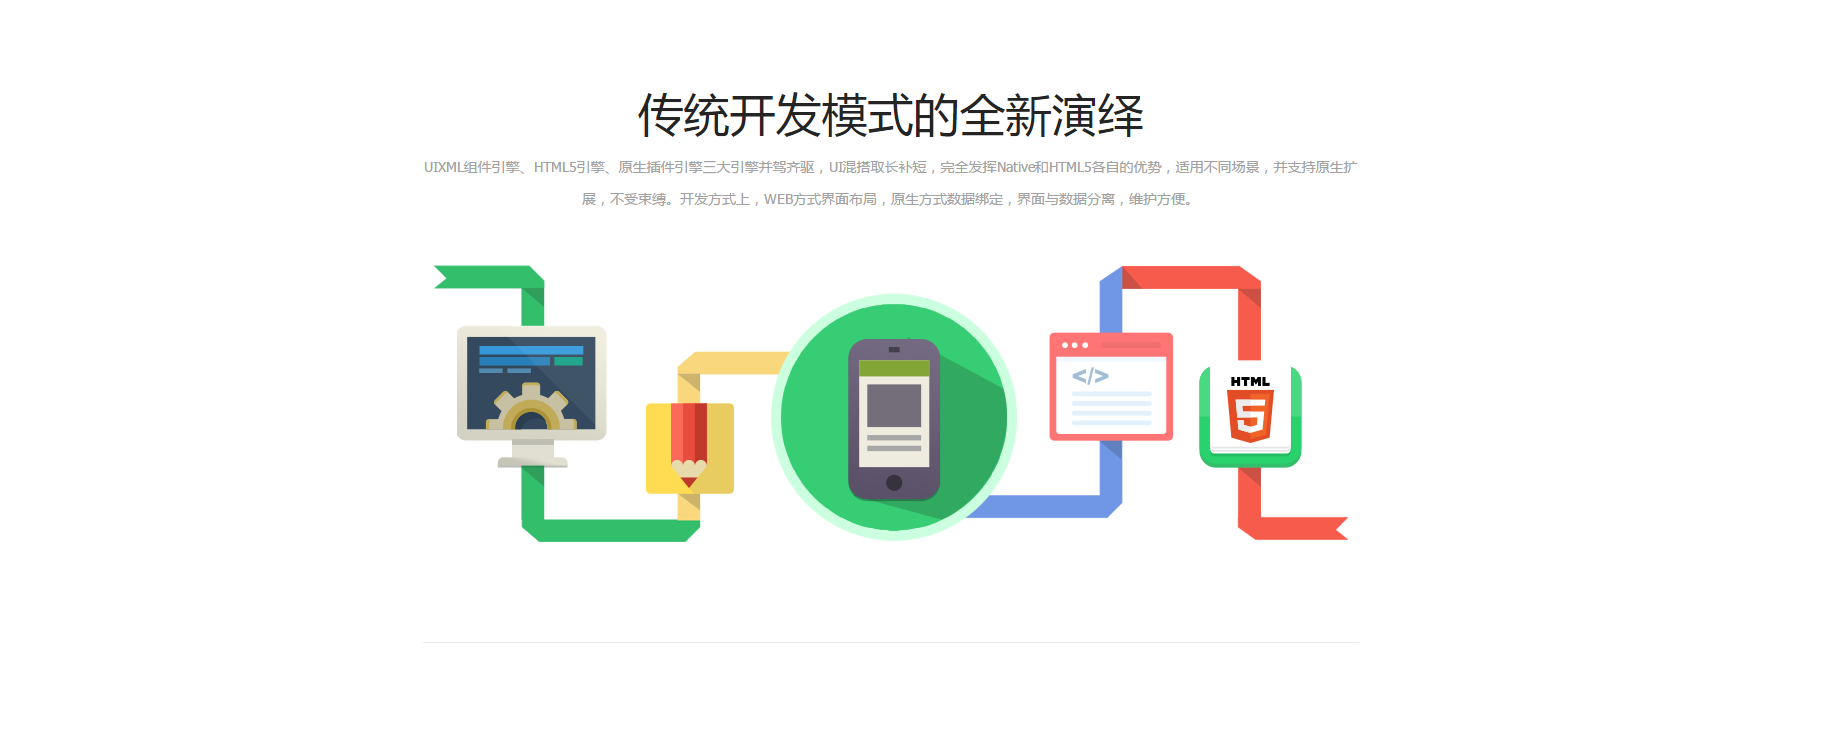 传统开发模式的全新演绎
UIXML组件引擎、HTML5引擎、原生插件引擎三大引擎并驾齐驱，UI混搭取长补短，完全发挥Native和HTML5各自的优势，适用不同场景，并支持原生扩
展，不受束缚。开发方式上，WEB方式界面布局，原生方式数据绑定，界面与数据分离，维护方便。
</>
HTML
5